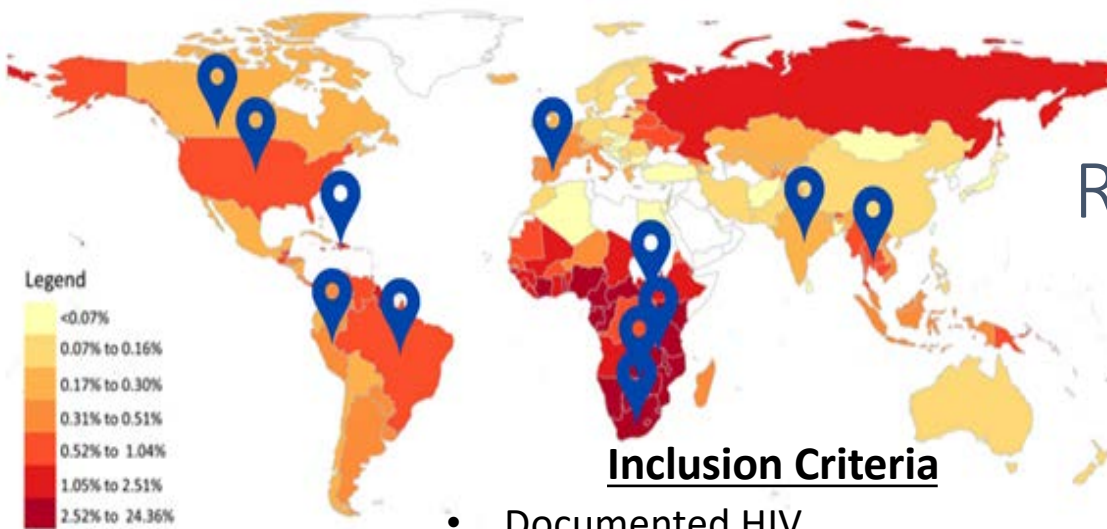 R
Legend
<0.07%
0.07% to 0.16%
0.17% to 0.30%
0.31% to 0.51%
0.52% to 1.04%
1.05% to 2.51%
2.52% to 24.36%
Inclusion Criteria
• Documented HIV